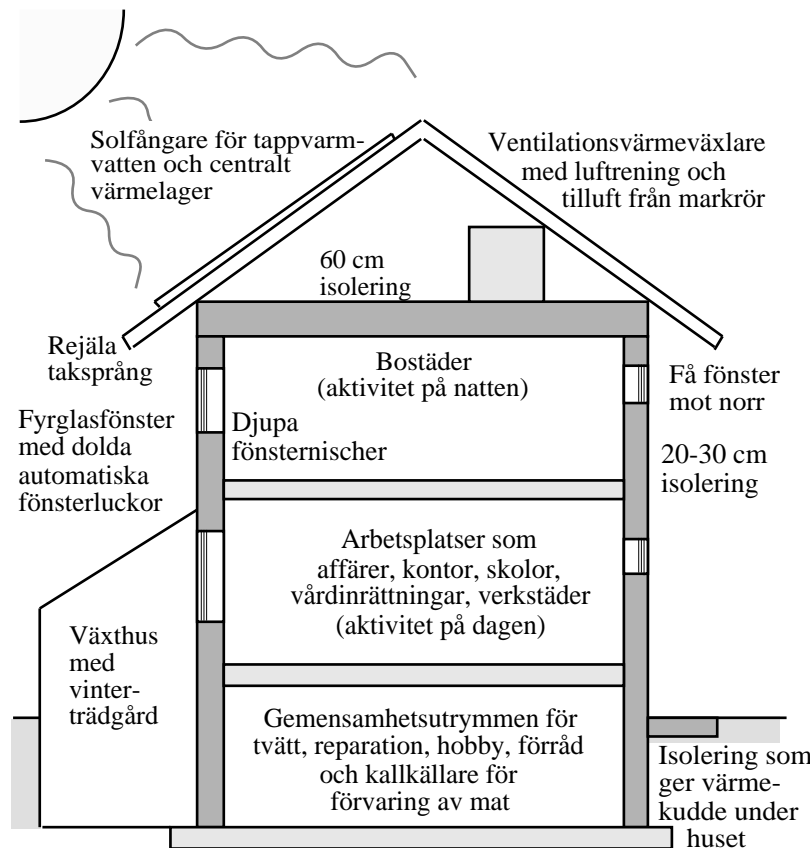 Solfångare för tappvarm-
vatten och centralt
värmelager
Ventilationsvärmeväxlare
med luftrening och
tilluft från markrör
60 cm
isolering
Rejäla
taksprång
Bostäder
(aktivitet på natten)
Få fönster
mot norr
Fyrglasfönster
med dolda
automatiska
fönsterluckor
Djupa
fönsternischer
20-30 cm
isolering
Arbetsplatser som
affärer, kontor, skolor,
vårdinrättningar, verkstäder
(aktivitet på dagen)
Växthus
med
vinter-
trädgård
Gemensamhetsutrymmen för
tvätt, reparation, hobby, förråd
och kallkällare för
förvaring av mat
Isolering som
ger värme-
kudde under
huset